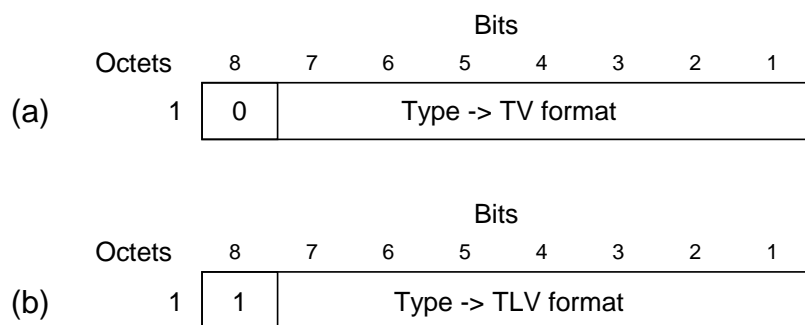 Bits
Octets 8 7 6 5 4 3 2 1
(a) 1 0 Type -> TV format
Bits
Octets 8 7 6 5 4 3 2 1
(b) 1 1 Type -> TLV format